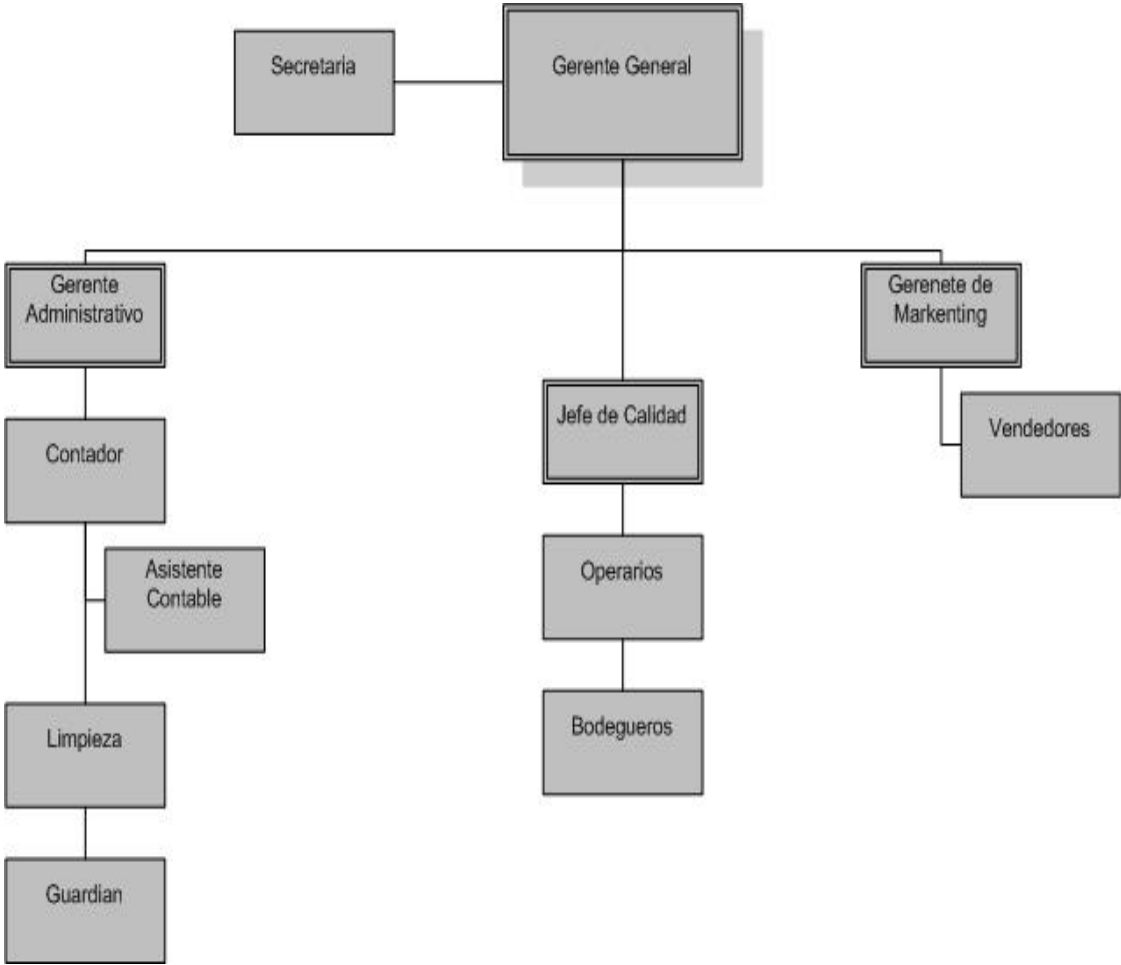 Secretaria
Gerente General
Gerente
Administrativo
Gerenete de
Markenting
Jefe de Calidad
Vendedores
Contador
Asistente
Contable
Operarios
Bodegueros
Limpieza
Guardian